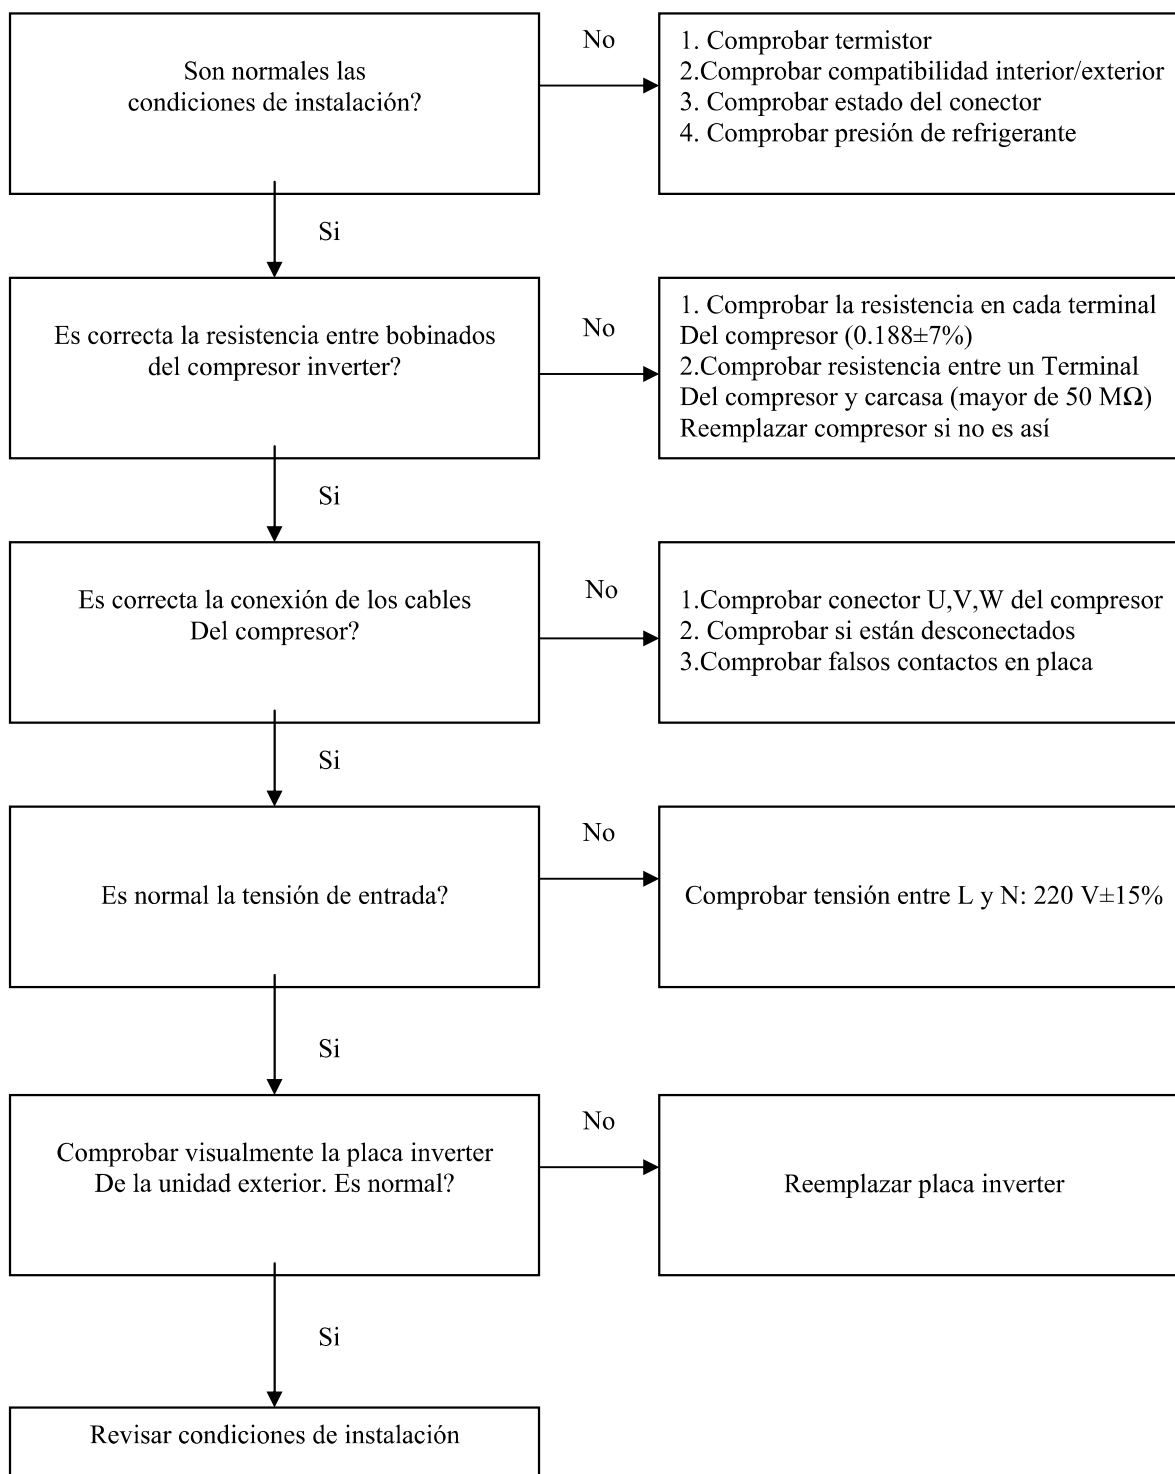 Son normales las
condiciones de instalación?
No
1. Comprobar termistor
2.Comprobar compatibilidad interior/exterior
3. Comprobar estado del conector
4. Comprobar presión de refrigerante
Si
Es correcta la resistencia entre bobinados
del compresor inverter?
No
1. Comprobar la resistencia en cada terminal
Del compresor (0.188±7%)
2.Comprobar resistencia entre un Terminal
Del compresor y carcasa (mayor de 50 MΩ)
Reemplazar compresor si no es así
Si
Es correcta la conexión de los cables
Del compresor?
No
1.Comprobar conector U,V,W del compresor
2. Comprobar si están desconectados
3.Comprobar falsos contactos en placa
Si
Es normal la tensión de entrada?
No
Comprobar tensión entre L y N: 220 V±15%
Si
Comprobar visualmente la placa inverter
De la unidad exterior. Es normal?
No
Reemplazar placa inverter
Si
Revisar condiciones de instalación